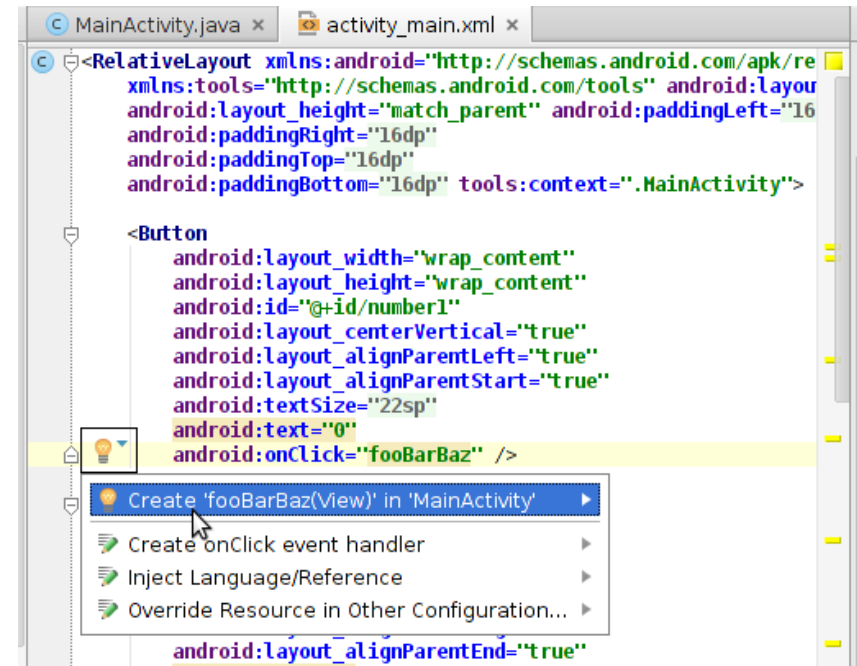 C MainActivity.java × activity_main.xml ×
C <RelativeLayout xmlns:android="http://schemas.android.com/apk/re
xmlns:tools="http://schemas.android.com/tools" android:layou
android:layout_height="match_parent" android:paddingLeft="16
android:paddingRight="16dp"
android:paddingTop="16dp"
android:paddingBottom="16dp" tools:context=".MainActivity">
<Button
android:layout_width="wrap_content"
android:layout_height="wrap_content"
android:id="@+id/number1"
android:layout_centerVertical="true"
android:layout_alignParentLeft="true"
android:layout_alignParentStart="true"
android:textSize="22sp"
android:text="0"
android:onClick="fooBarBaz" />
Create 'fooBarBaz(View)' in 'MainActivity'
Create onClick event handler
Inject Language/Reference
Override Resource in Other Configuration...
android:layout_alignParentEnd="true"